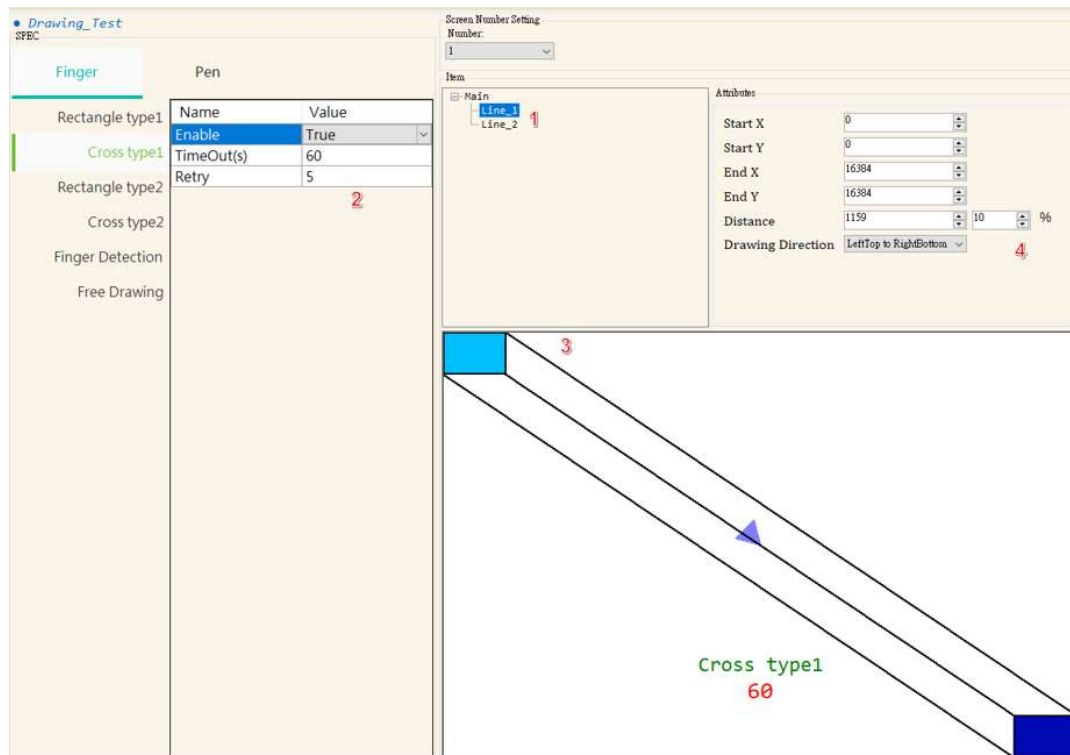 • Drawing_Test
SPEC
Finger Pen
Rectangle type1
Cross type1
Rectangle type2
Cross type2
Finger Detection
Free Drawing
Name Value
Enable True
TimeOut(s) 60
Retry 5
2
Screen Number Setting
Number:
1
Item
Main
Line_1
Line_2
1
Attributes
Start X 0
Start Y 0
End X 16384
End Y 16384
Distance 1159 10 %
Drawing Direction LeftTop to RightBottom
4
3
Cross type1
60